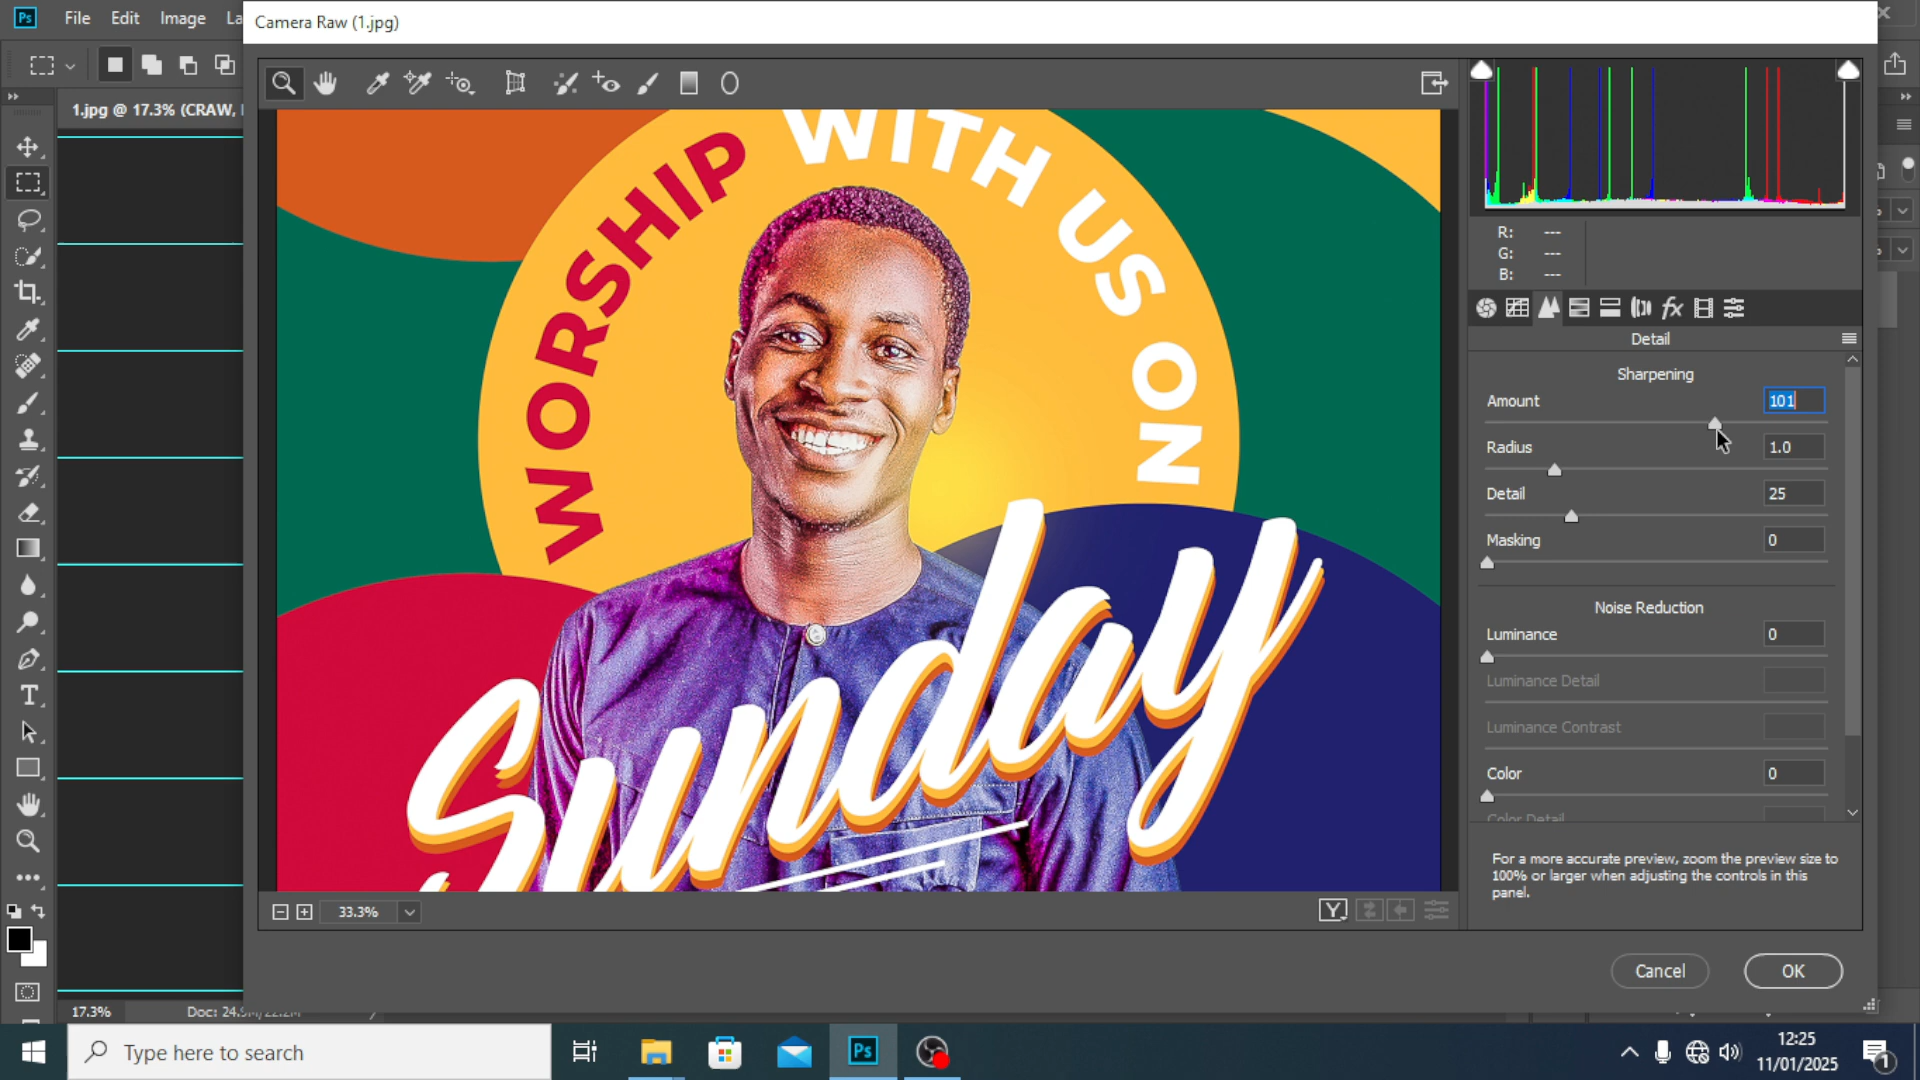 Ps File Edit Image La
Camera Raw (1.jpg)
1.jpg @ 17.3% (CRAW,
WORSHIP WITH US ON
Sunday
R: ---
G: ---
B: ---
Detail
Sharpening
Amount 101
Radius 1.0
Detail 25
Masking 0
Noise Reduction
Luminance 0
Luminance Detail
Luminance Contrast
Color 0
Color Detail
For a more accurate preview, zoom the preview size to
100% or larger when adjusting the controls in this
panel.
33.3%
Y
Cancel OK
17.3% Doc: 24.9M/22.2M
Type here to search
Ps
12:25
11/01/2025
1